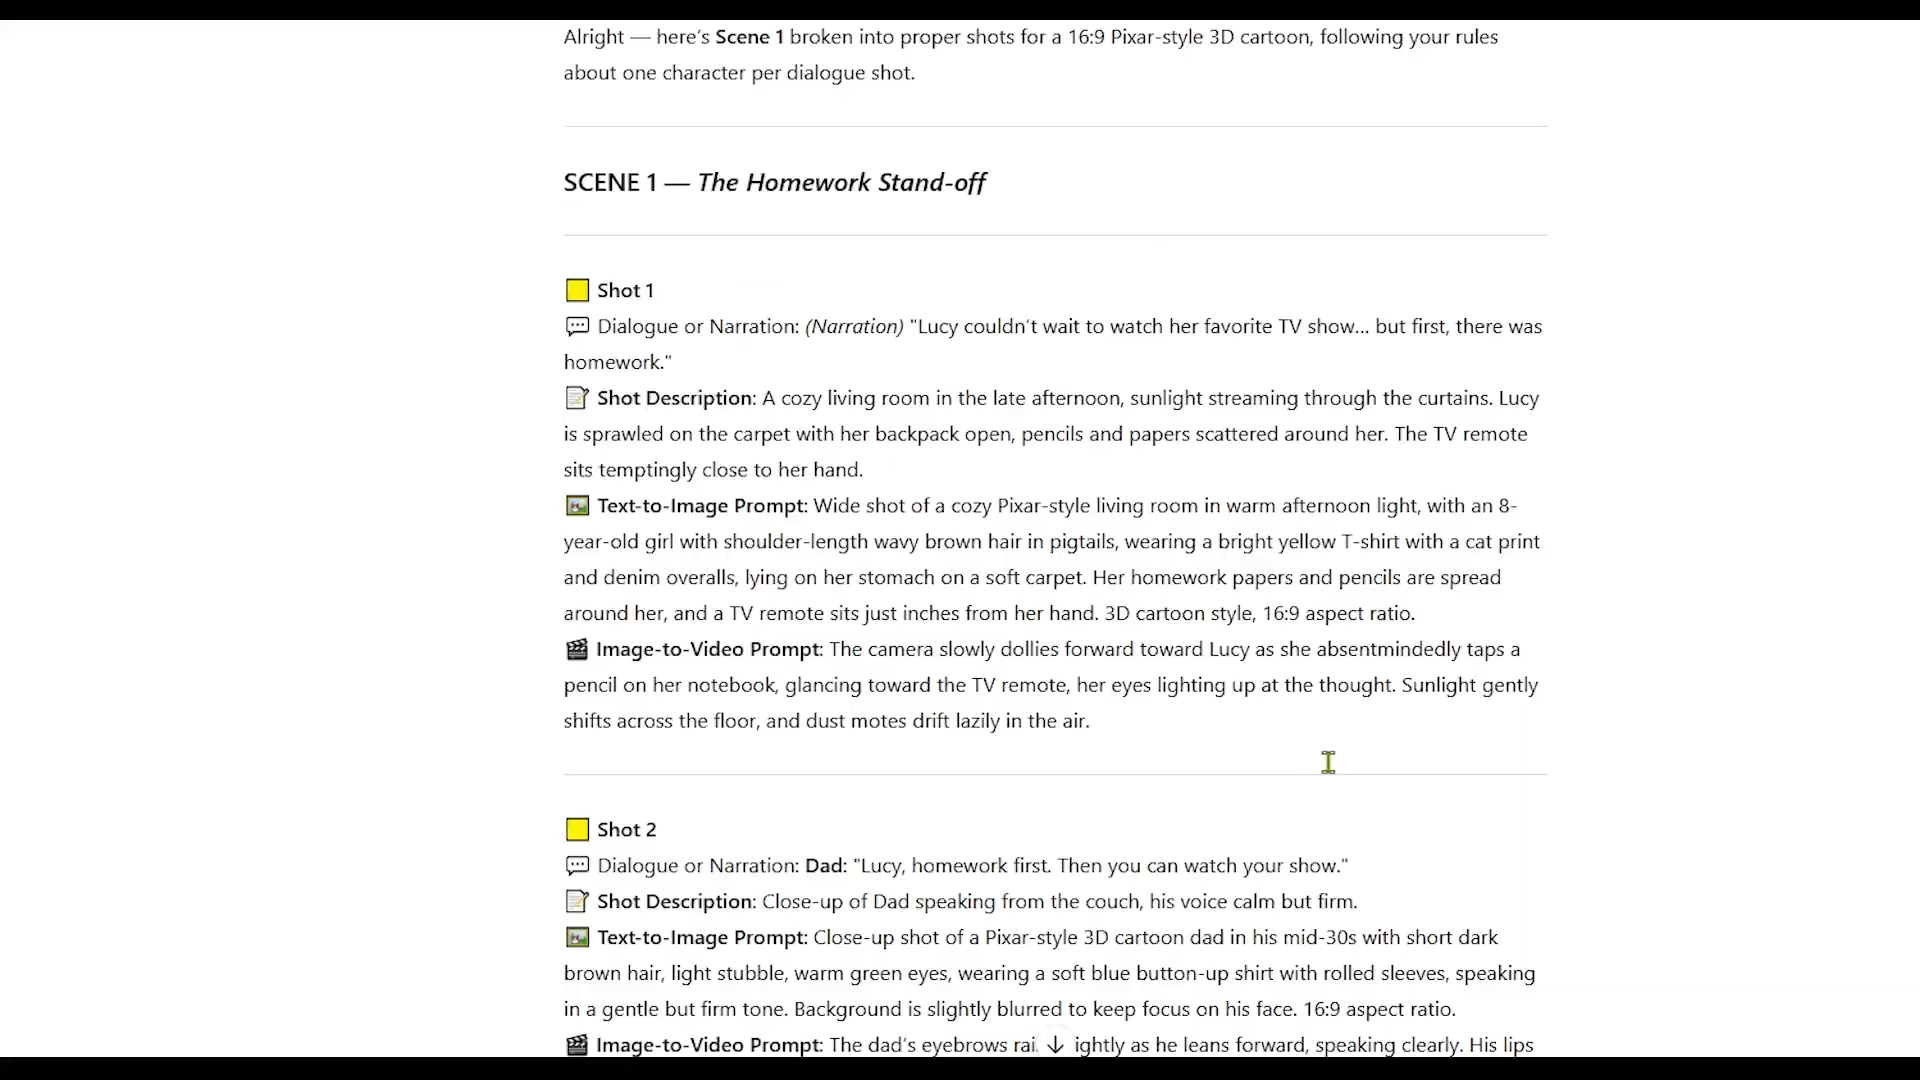 Alright — here's Scene 1 broken into proper shots for a 16:9 Pixar-style 3D cartoon, following your rules
about one character per dialogue shot.
SCENE 1 — The Homework Stand-off
Shot 1
Dialogue or Narration: (Narration) "Lucy couldn't wait to watch her favorite TV show... but first, there was
homework."
Shot Description: A cozy living room in the late afternoon, sunlight streaming through the curtains. Lucy
is sprawled on the carpet with her backpack open, pencils and papers scattered around her. The TV remote
sits temptingly close to her hand.
Text-to-Image Prompt: Wide shot of a cozy Pixar-style living room in warm afternoon light, with an 8-
year-old girl with shoulder-length wavy brown hair in pigtails, wearing a bright yellow T-shirt with a cat print
and denim overalls, lying on her stomach on a soft carpet. Her homework papers and pencils are spread
around her, and a TV remote sits just inches from her hand. 3D cartoon style, 16:9 aspect ratio.
Image-to-Video Prompt: The camera slowly dollies forward toward Lucy as she absentmindedly taps a
pencil on her notebook, glancing toward the TV remote, her eyes lighting up at the thought. Sunlight gently
shifts across the floor, and dust motes drift lazily in the air.
Shot 2
Dialogue or Narration: Dad: "Lucy, homework first. Then you can watch your show."
Shot Description: Close-up of Dad speaking from the couch, his voice calm but firm.
Text-to-Image Prompt: Close-up shot of a Pixar-style 3D cartoon dad in his mid-30s with short dark
brown hair, light stubble, warm green eyes, wearing a soft blue button-up shirt with rolled sleeves, speaking
in a gentle but firm tone. Background is slightly blurred to keep focus on his face. 16:9 aspect ratio.
Image-to-Video Prompt: The dad's eyebrows as he leans forward, speaking clearly. His lips